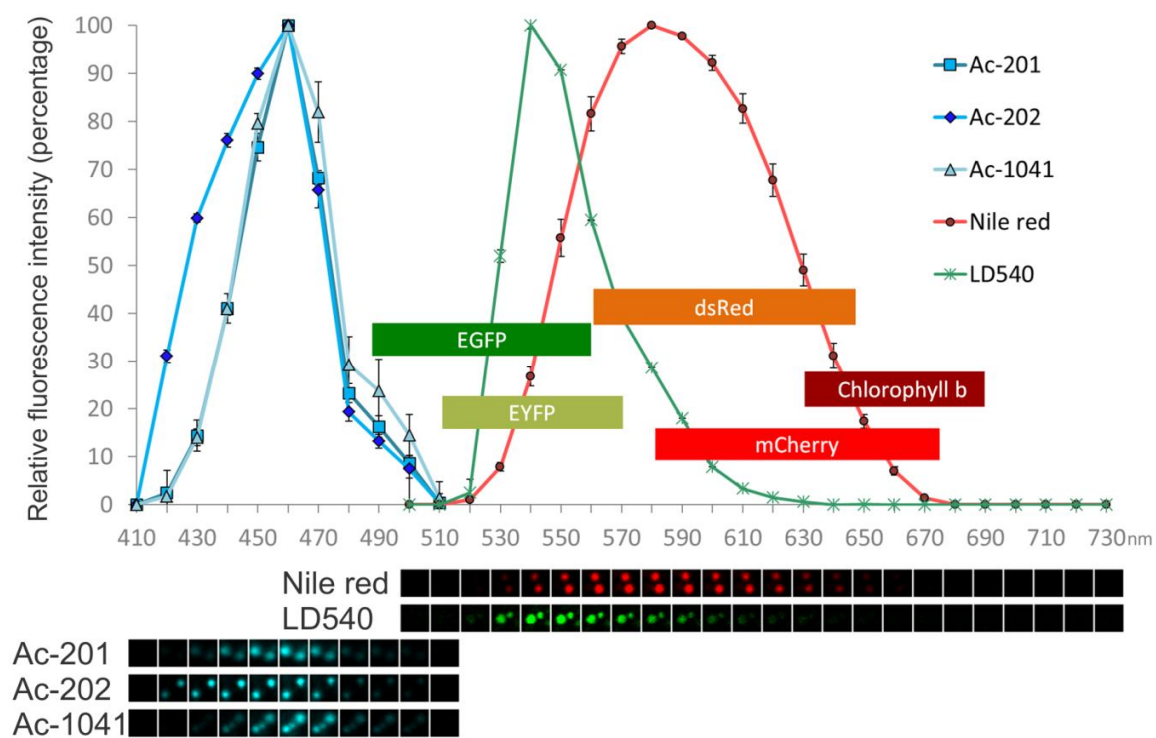 Relative fluorescence intensity (percentage)
100
90
80
70
60
50
40
30
20
10
0
Ac-201
Ac-202
Ac-1041
Nile red
LD540
dsRed
EGFP
Chlorophyll b
EYFP
mCherry
410 430 450 470 490 510 530 550 570 590 610 630 650 670 690 710 730nm
Nile red
LD540
Ac-201
Ac-202
Ac-1041